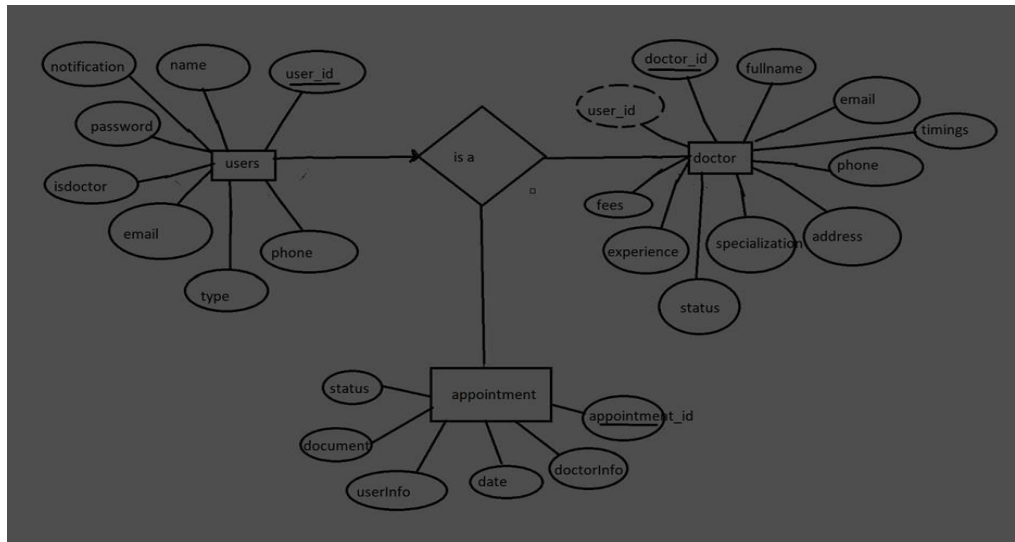 notification
name
user_id
password
users
isdoctor
email
type
phone
is a
doctor_id
fullname
user_id
email
timings
doctor
phone
fees
experience
specialization
address
status
appointment
status
appointment_id
document
userInfo
date
doctorInfo